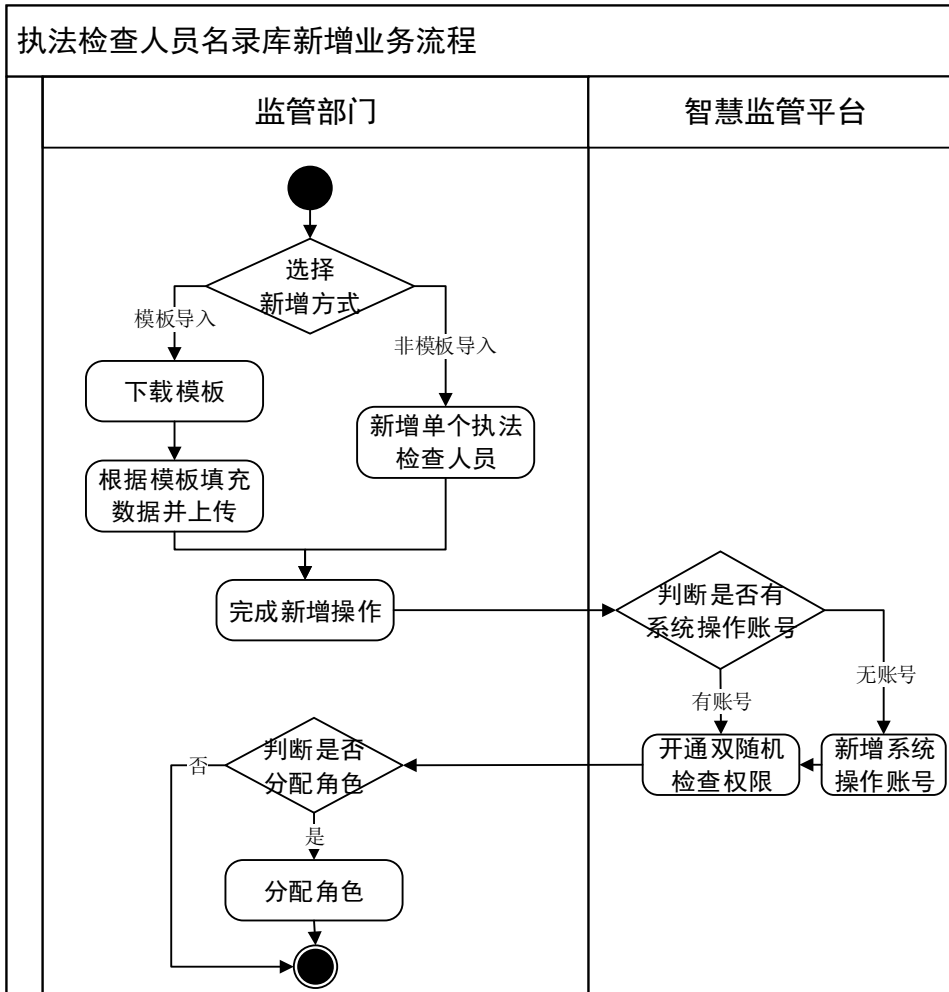 执法检查人员名录库新增业务流程
监管部门
智慧监管平台
选择
新增方式
模板导入
非模板导入
下载模板
新增单个执法
检查人员
根据模板填充
数据并上传
完成新增操作
判断是否有
系统操作账号
无账号
有账号
判断是否
分配角色
否
开通双随机
检查权限
新增系统
操作账号
是
分配角色